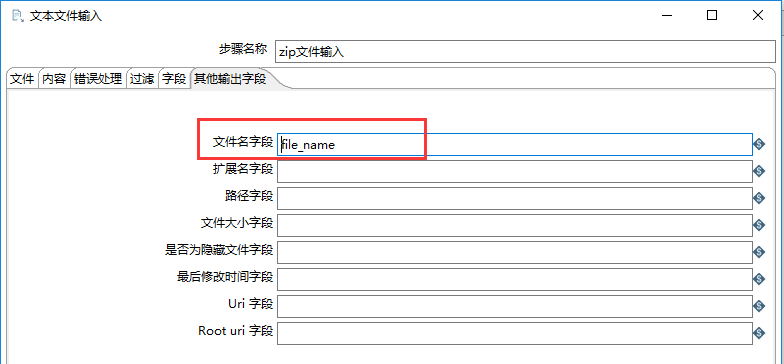 文本文件输入
步骤名称 zip文件输入
文件 内容 错误处理 过滤 字段 其他输出字段
文件名字段 file_name
扩展名字段
路径字段
文件大小字段
是否为隐藏文件字段
最后修改时间字段
Uri 字段
Root uri 字段